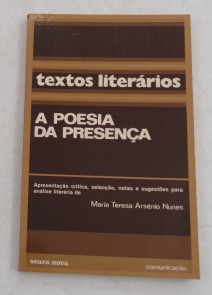 textos literários
A POESIA
DA PRESENÇA
Apresentação crítica, selecção, notas e sugestões para
análise literária de
Maria Teresa Arsénio Nunes
seara nova
comunicação